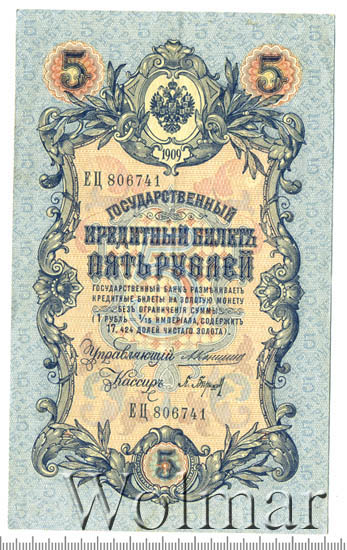 5 5
1909
ЕЦ 806741
ГОСУДАРСТВЕННЫЙ
КРЕДИТНЫЙ БИЛЕТЪ
ПЯТЬ РУБЛЕЙ
ГОСУДАРСТВЕННЫЙ БАНКЪ РАЗМѢНИВАЕТЪ
КРЕДИТНЫЕ БИЛЕТЫ НА ЗОЛОТУЮ МОНЕТУ
БЕЗЪ ОГРАНИЧЕНІЯ СУММЫ
(1 РУБЛЬ = 1/15 ИМПЕРІАЛА, СОДЕРЖИТЪ
17,424 ДОЛЕЙ ЧИСТАГО ЗОЛОТА).
Управляющій
Кассиръ
ЕЦ 806741
5
Wolmar